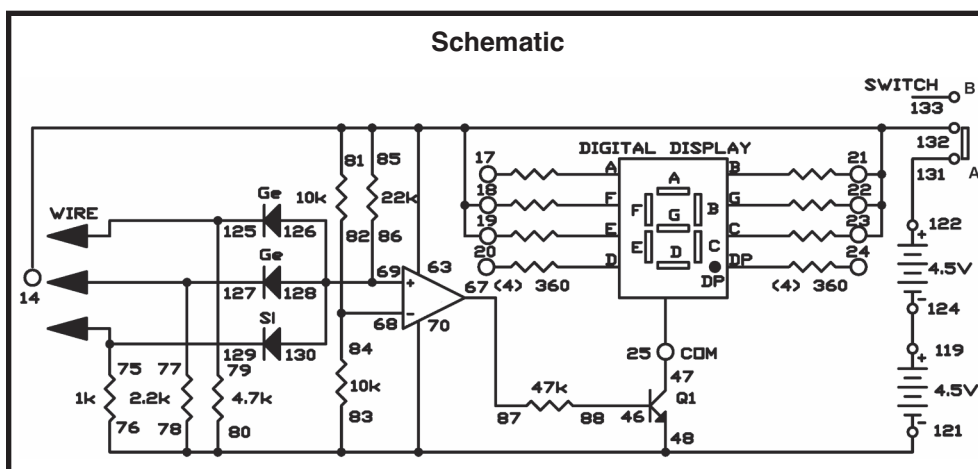 Schematic
SWITCH B
133
132
A
131
81 85
10k 22k
82 86
17 DIGITAL DISPLAY 21
A B
18 22
F G
19 23
E C
20 24
D DP
A
F B
G
E C
D
DP
(4) 360 (4) 360
WIRE
Ge
125 126
Ge
127 128
Si
129 130
14
69 + 63
67
68 - 70
122
+
4.5V
-
124
119
+
4.5V
-
121
25 COM
47
Q1
46
48
47k
87 88
84
10k
83
75 77 79
1k 2.2k 4.7k
76 78 80